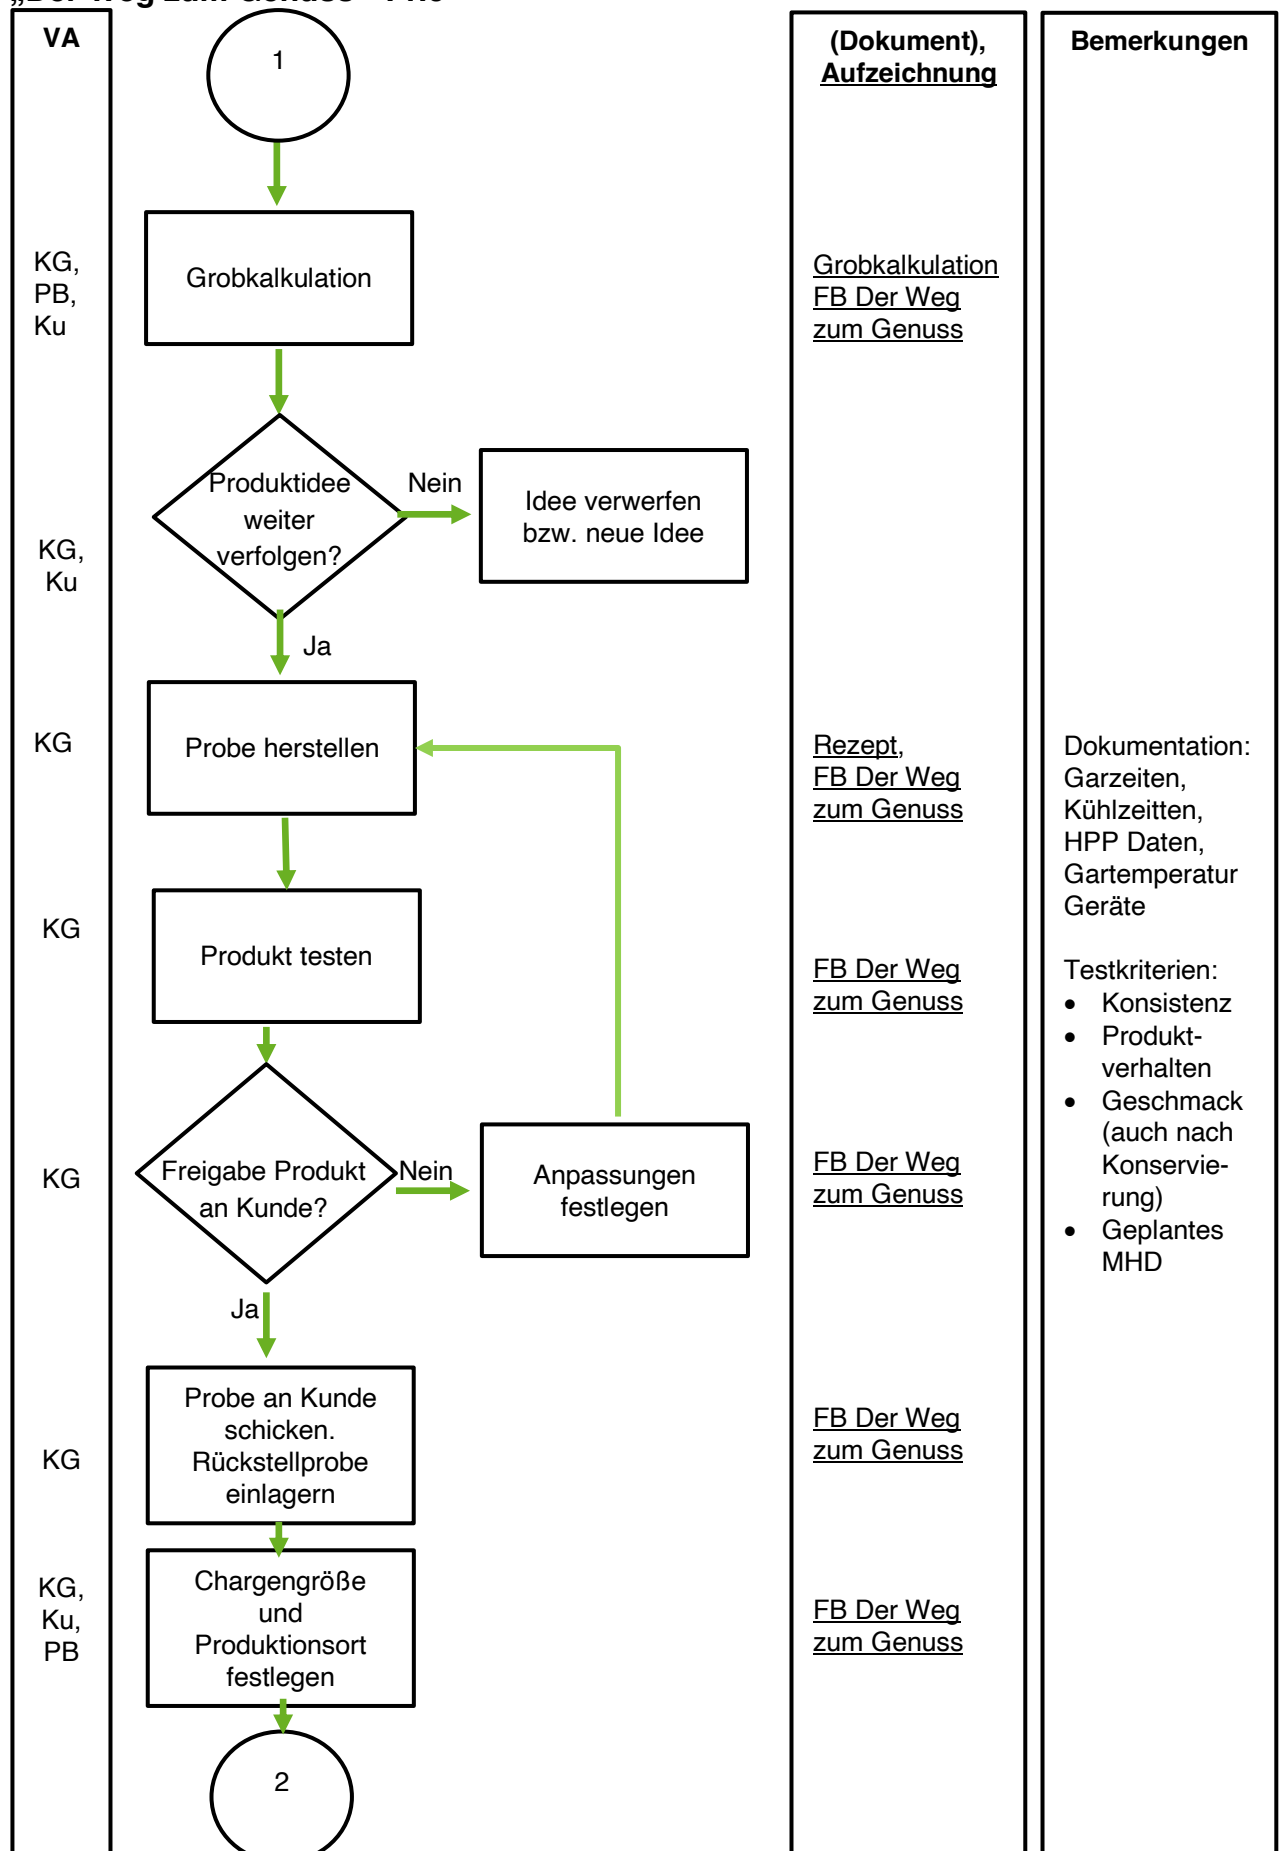 „Der Weg zum Genuss"
VA
1
(Dokument),
Aufzeichnung
Bemerkungen
KG,
PB,
Ku
Grobkalkulation
Grobkalkulation
FB Der Weg
zum Genuss
Produktidee
weiter
verfolgen?
Nein
Idee verwerfen
bzw. neue Idee
KG,
Ku
Ja
KG
Probe herstellen
Rezept,
FB Der Weg
zum Genuss
Dokumentation:
Garzeiten,
Kühlzeitten,
HPP Daten,
Gartemperatur
Geräte
KG
Produkt testen
FB Der Weg
zum Genuss
Testkriterien:
• Konsistenz
• Produkt-
verhalten
• Geschmack
(auch nach
Konservie-
rung)
• Geplantes
MHD
KG
Freigabe Produkt
an Kunde?
Nein
Anpassungen
festlegen
FB Der Weg
zum Genuss
Ja
KG
Probe an Kunde
schicken.
Rückstellprobe
einlagern
FB Der Weg
zum Genuss
KG,
Ku,
PB
Chargengröße
und
Produktionsort
festlegen
FB Der Weg
zum Genuss
2